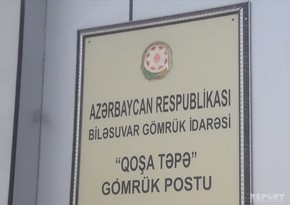 AZƏRBAYCAN RESPUBLİKASI
BİLƏSUVAR GÖMRÜK İDARƏSİ
“QOŞA TƏPƏ”
GÖMRÜK POSTU
REPORT